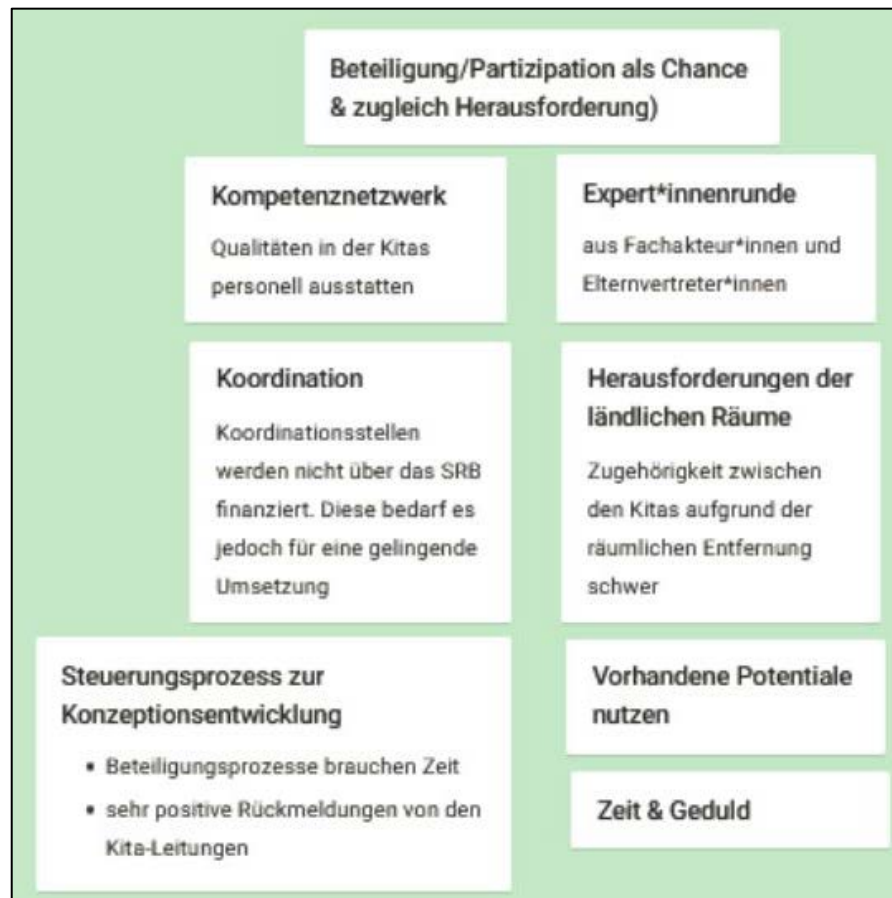 Beteiligung/Partizipation als Chance
& zugleich Herausforderung)
Kompetenznetzwerk
Qualitäten in der Kitas
personell ausstatten
Expert*innenrunde
aus Fachakteur*innen und
Elternvertreter*innen
Koordination
Koordinationsstellen
werden nicht über das SRB
finanziert. Diese bedarf es
jedoch für eine gelingende
Umsetzung
Herausforderungen der
ländlichen Räume
Zugehörigkeit zwischen
den Kitas aufgrund der
räumlichen Entfernung
schwer
Steuerungsprozess zur
Konzeptionsentwicklung
• Beteiligungsprozesse brauchen Zeit
• sehr positive Rückmeldungen von den
Kita-Leitungen
Vorhandene Potentiale
nutzen
Zeit & Geduld